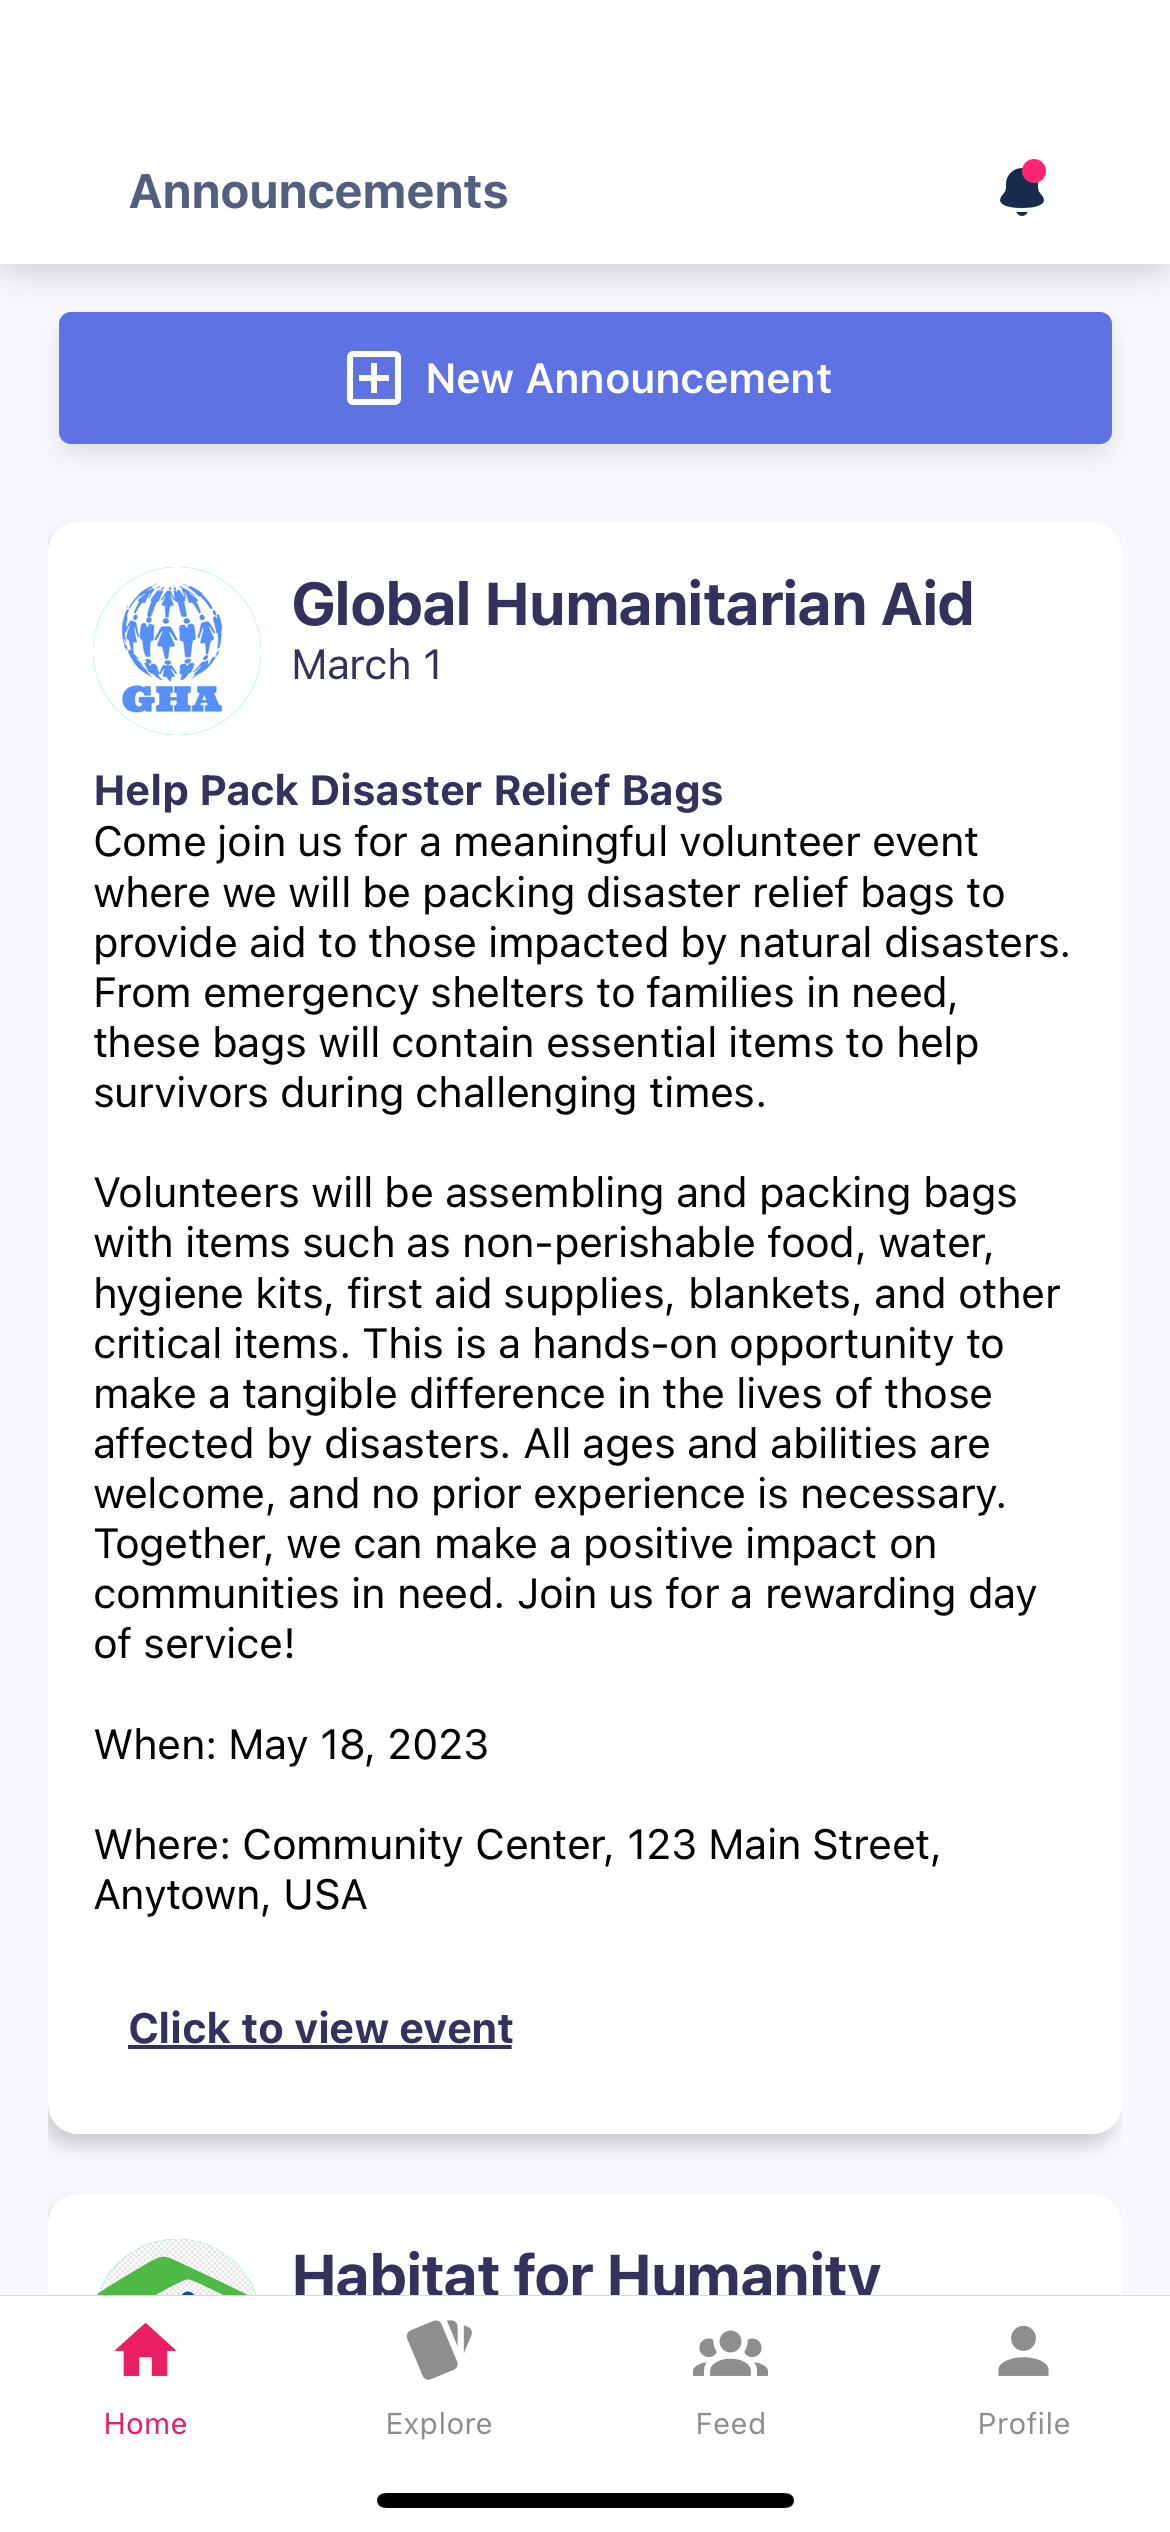 Announcements
New Announcement
Global Humanitarian Aid
March 1
GHA
Help Pack Disaster Relief Bags
Come join us for a meaningful volunteer event
where we will be packing disaster relief bags to
provide aid to those impacted by natural disasters.
From emergency shelters to families in need,
these bags will contain essential items to help
survivors during challenging times.
Volunteers will be assembling and packing bags
with items such as non-perishable food, water,
hygiene kits, first aid supplies, blankets, and other
critical items. This is a hands-on opportunity to
make a tangible difference in the lives of those
affected by disasters. All ages and abilities are
welcome, and no prior experience is necessary.
Together, we can make a positive impact on
communities in need. Join us for a rewarding day
of service!
When: May 18, 2023
Where: Community Center, 123 Main Street,
Anytown, USA
Click to view event
Habitat for Humanity
Home
Explore
Feed
Profile